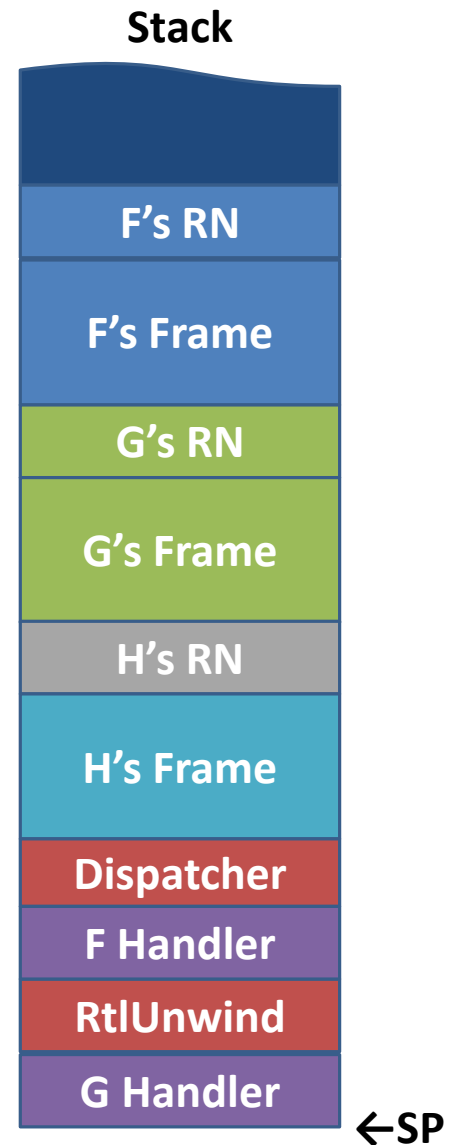 Stack
F’s RN
F’s Frame
G’s RN
G’s Frame
H’s RN
H’s Frame
Dispatcher
F Handler
RtlUnwind
G Handler
←SP